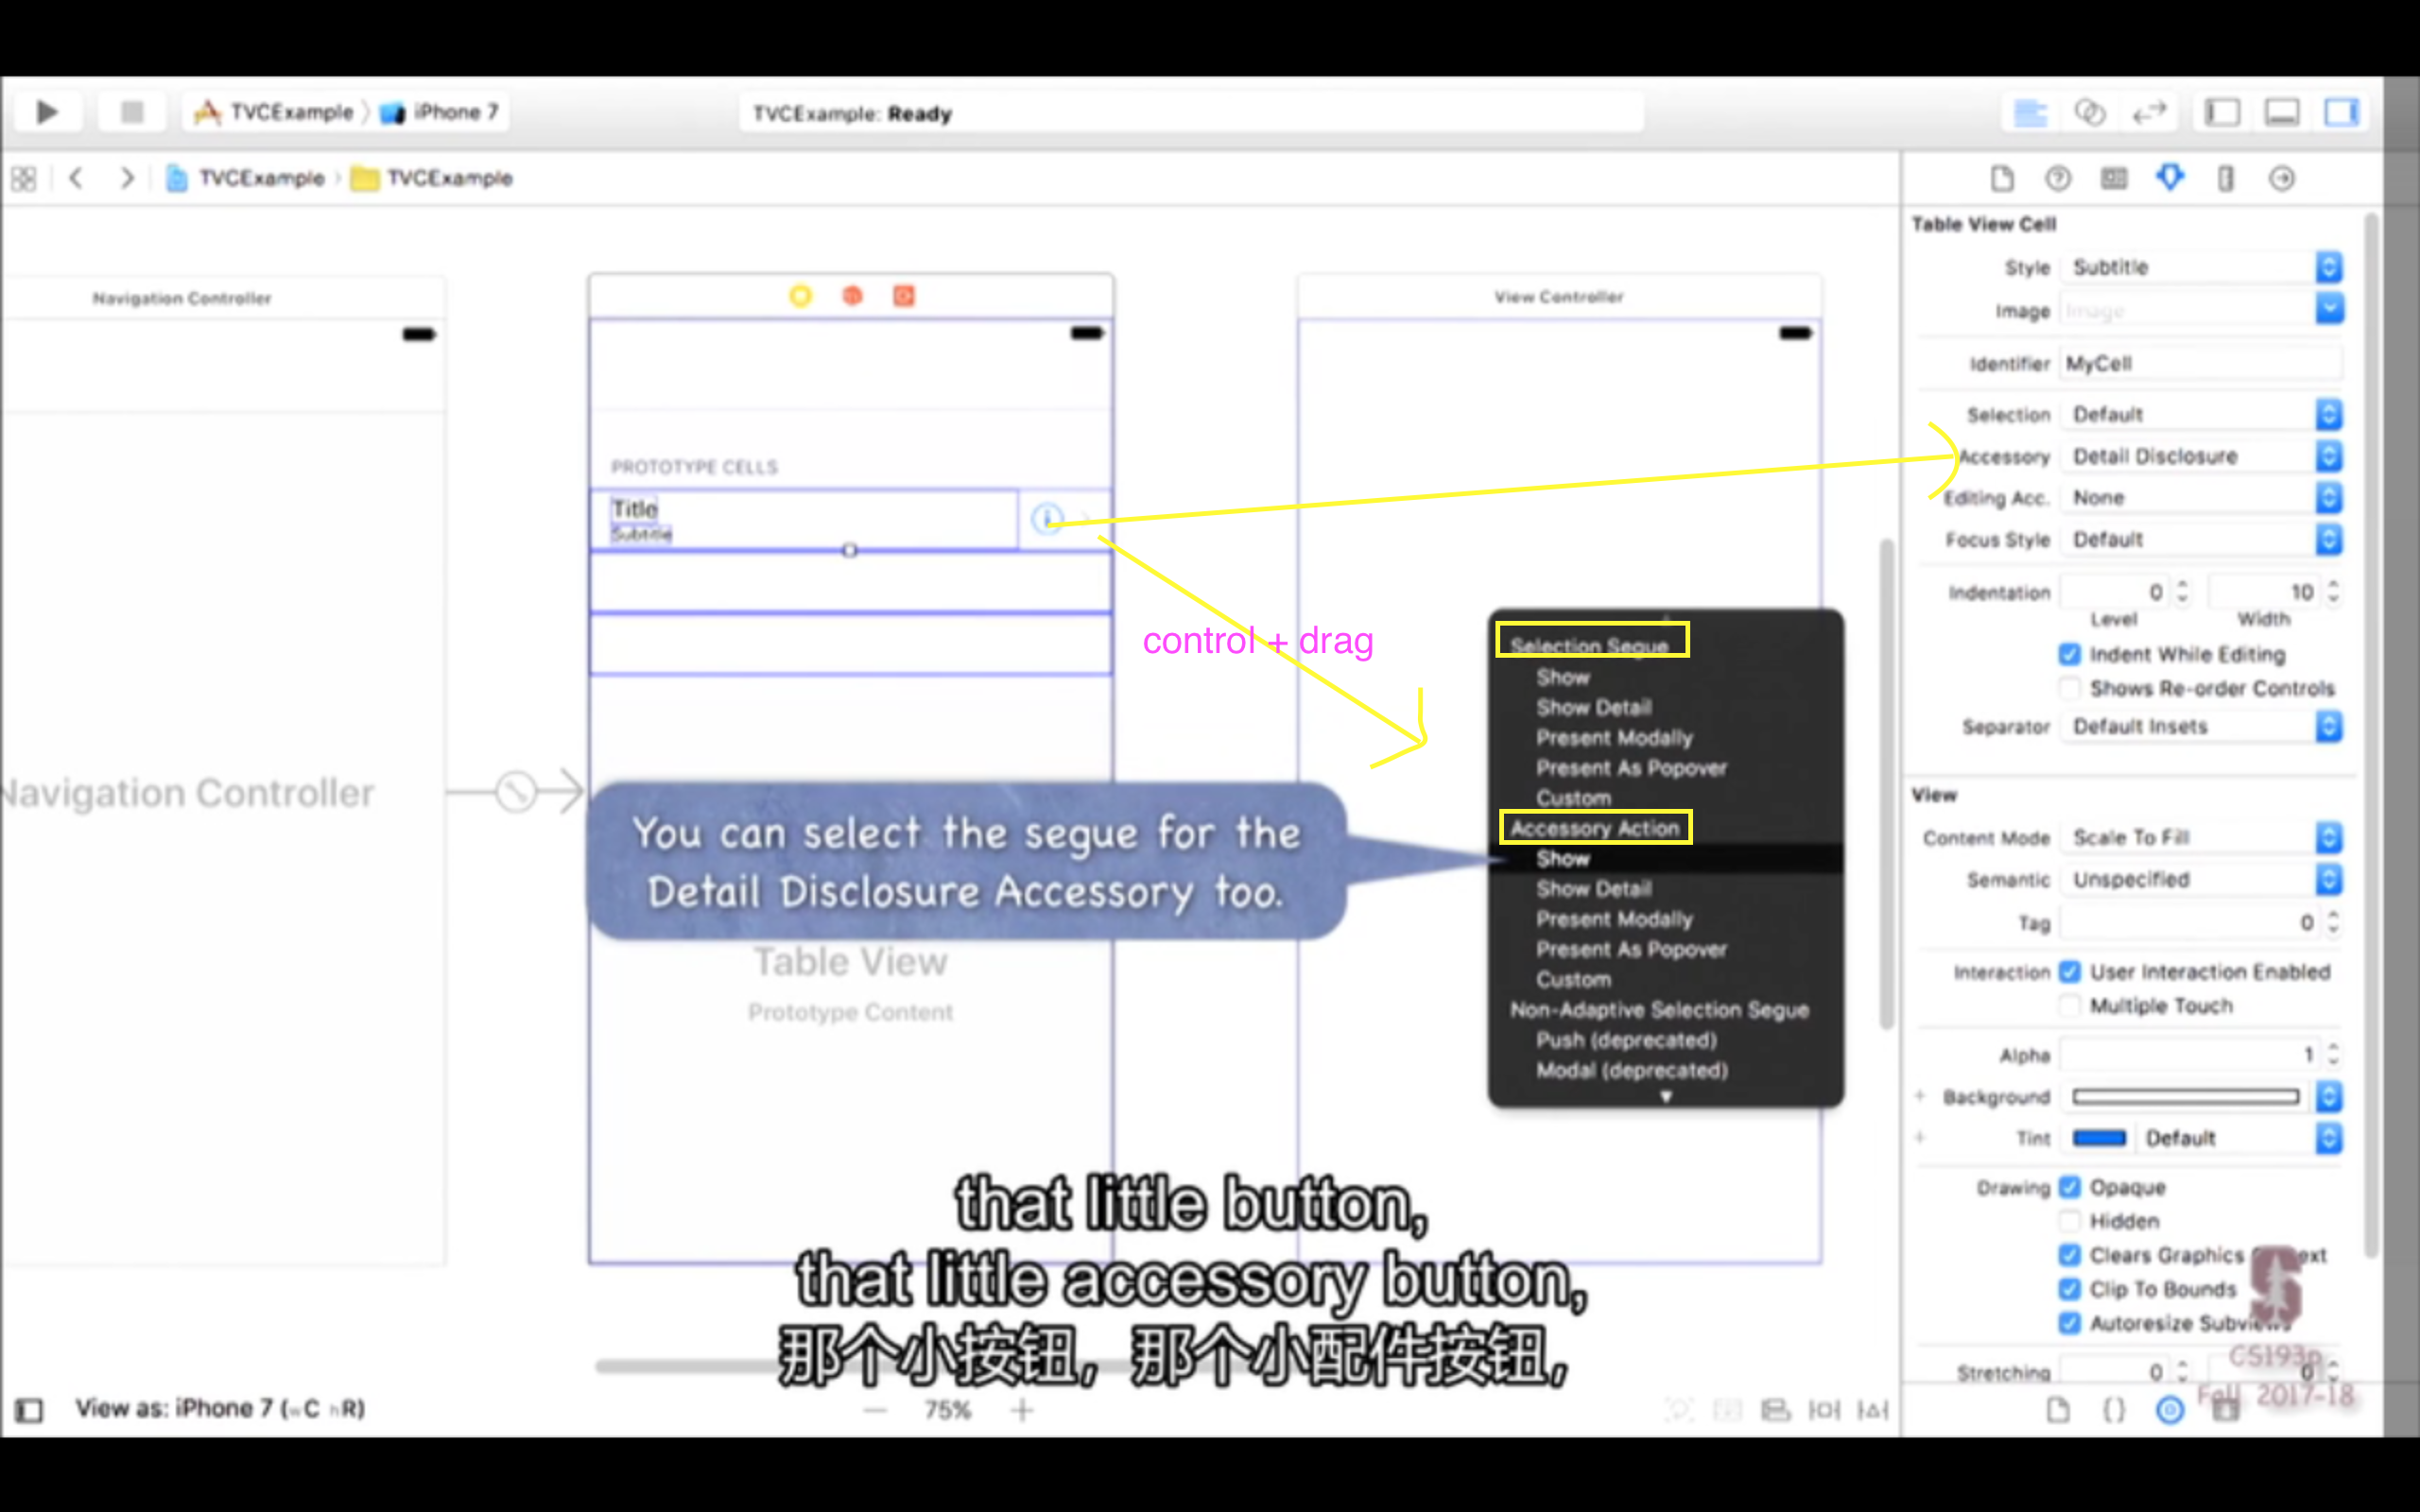 TVCExample
iPhone 7
TVCExample: Ready
TVCExample
TVCExample
Navigation Controller
Navigation Controller
PROTOTYPE CELLS
Title
Subtitle
Table View
Prototype Content
View Controller
control + drag
You can select the segue for the
Detail Disclosure Accessory too.
Selection Segue
Show
Show Detail
Present Modally
Present As Popover
Custom
Accessory Action
Show
Show Detail
Present Modally
Present As Popover
Custom
Non-Adaptive Selection Segue
Push (deprecated)
Modal (deprecated)
Table View Cell
Style Subtitle
Image Image
Identifier MyCell
Selection Default
Accessory Detail Disclosure
Editing Acc. None
Focus Style Default
Indentation 0 10
Level Width
Indent While Editing
Shows Re-order Controls
Separator Default Insets
View
Content Mode Scale To Fill
Semantic Unspecified
Tag 0
Interaction User Interaction Enabled
Multiple Touch
Alpha 1
Background
Tint Default
Drawing Opaque
Hidden
Clears Graphics
Clip To Bounds
Autoresize Subviews
Stretching 0 0
that little button,
that little accessory button,
那个小按钮，那个小配件按钮，
View as: iPhone 7 (wC hR)
75%
S
CS193p
Fall 2017-18